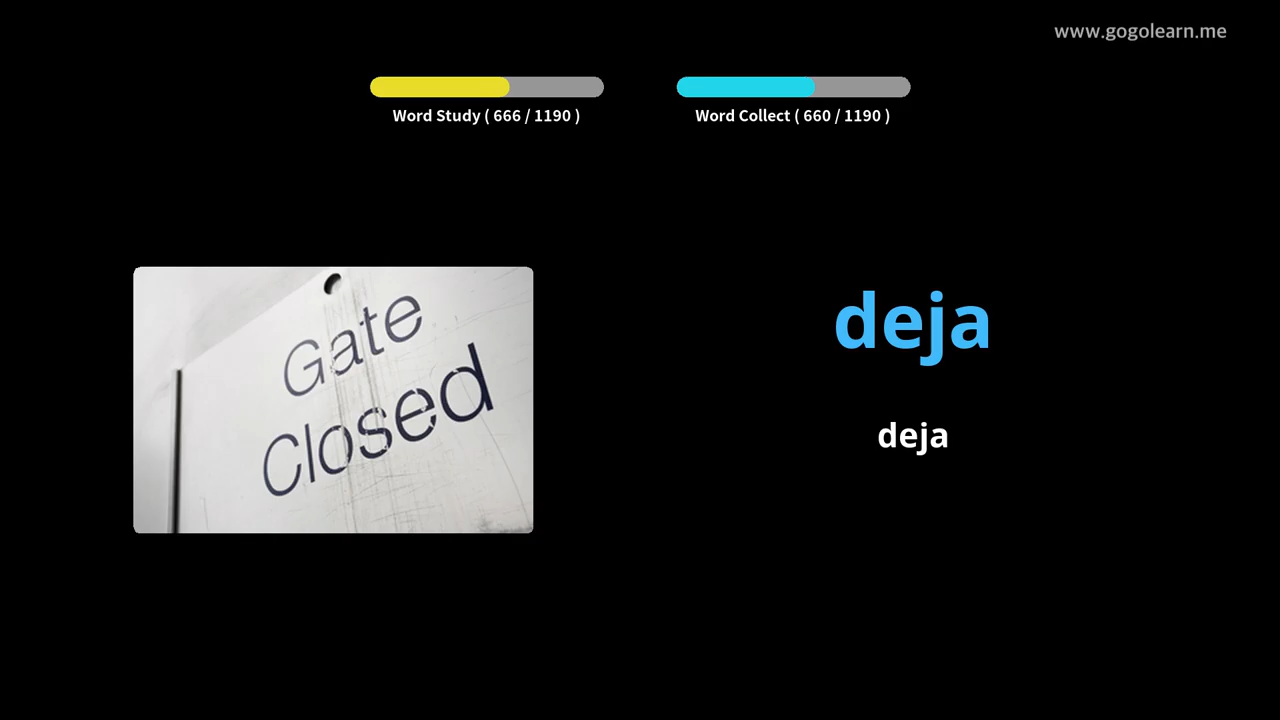 www.gogolearn.me
Word Study ( 666 / 1190 )
Word Collect ( 660 / 1190 )
Gate
Closed
deja
deja